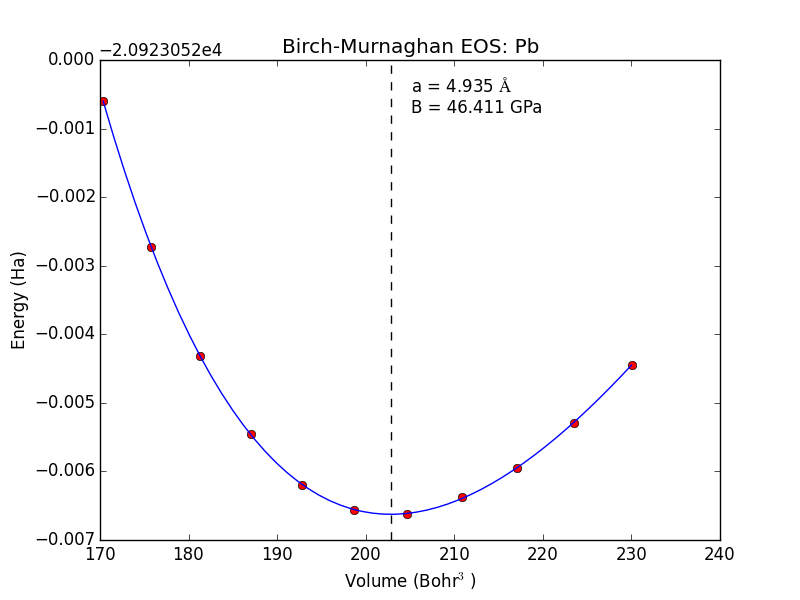 Birch-Murnaghan EOS: Pb
−2.0923052e4
a = 4.935 Å
B = 46.411 GPa
0.000
−0.001
−0.002
−0.003
−0.004
−0.005
−0.006
−0.007
Energy (Ha)
170 180 190 200 210 220 230 240
Volume (Bohr³ )